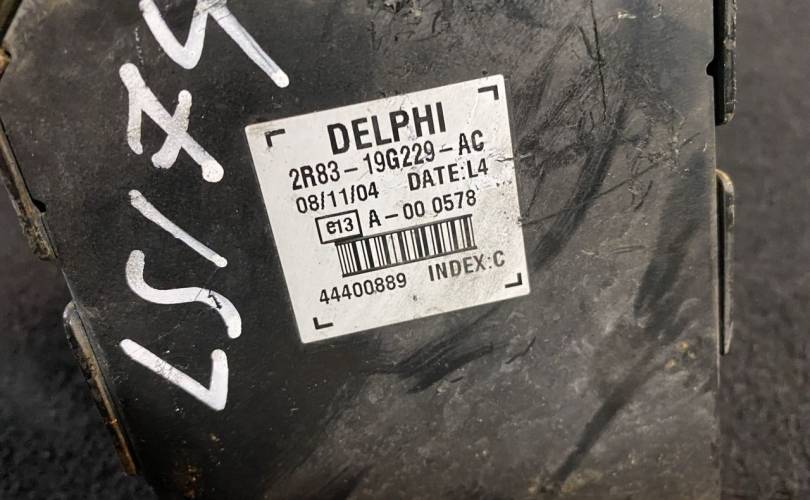 DELPHI
2R83-19G229-AC
08/11/04 DATE:L4
e13 A-00 0578
44400889 INDEX:C